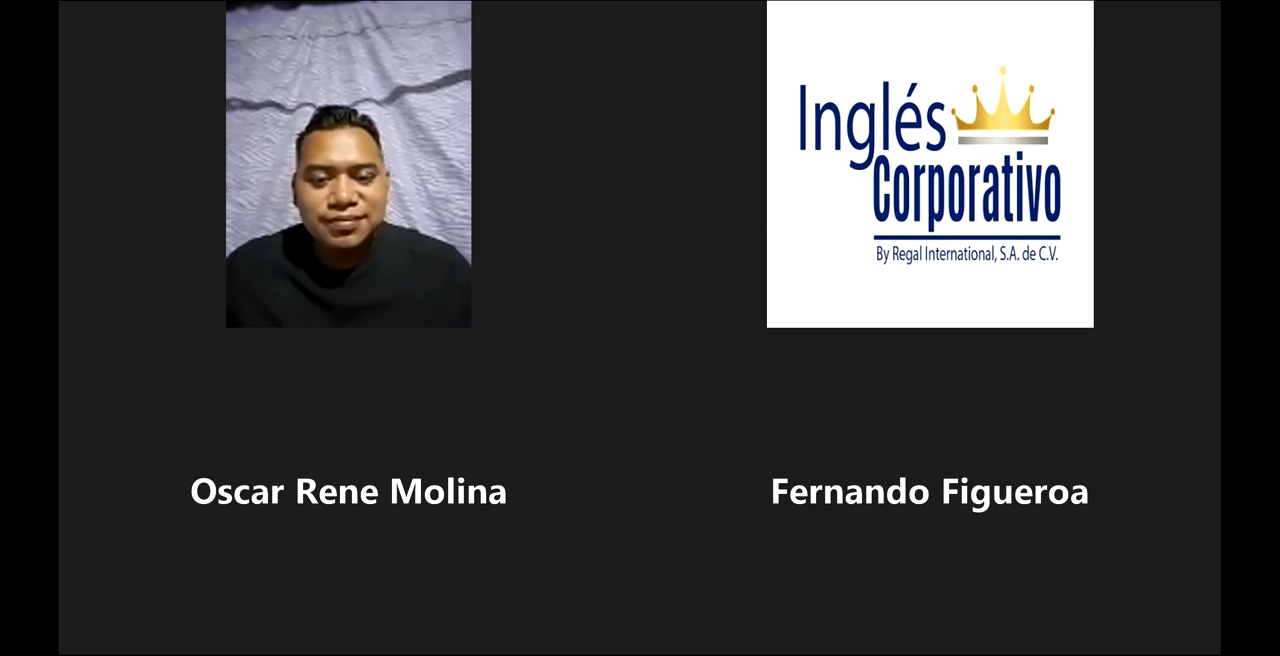 Inglés
Corporativo
By Regal International, S.A. de C.V.
Oscar Rene Molina
Fernando Figueroa